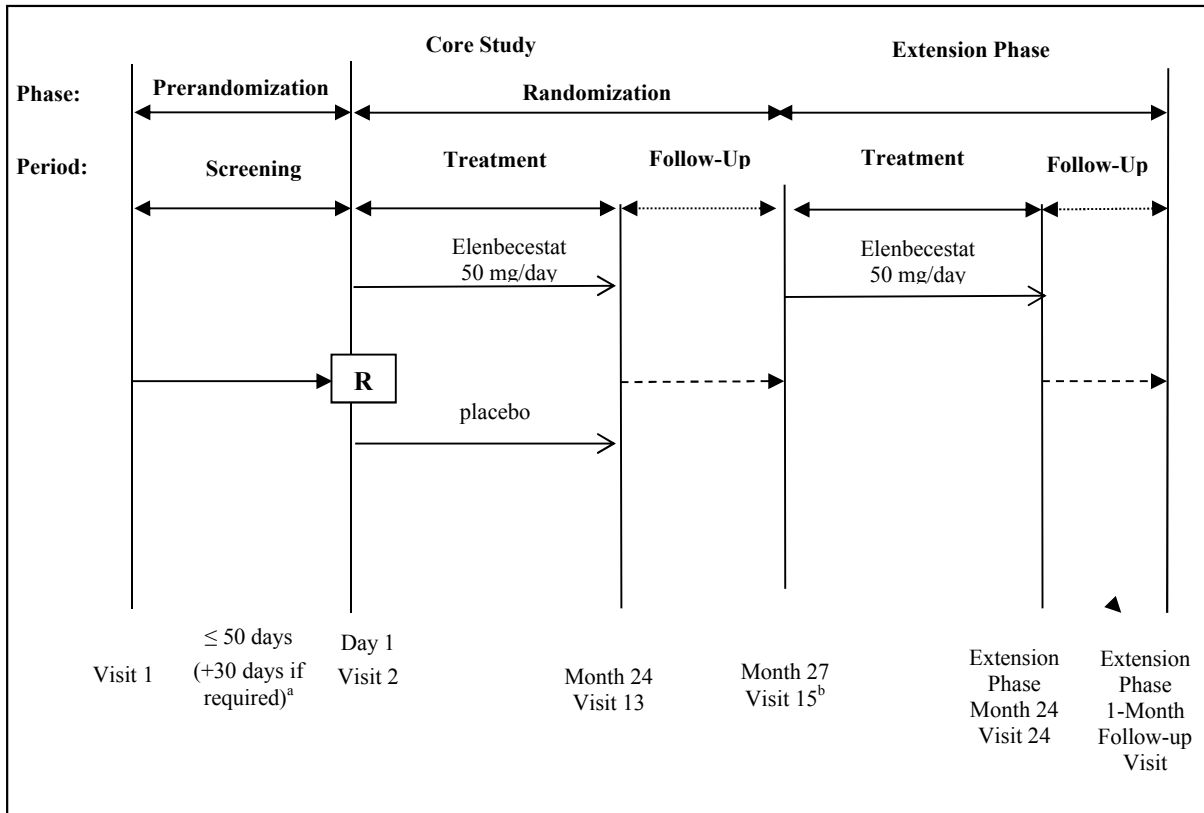 Core Study
Extension Phase
Phase:
Prerandomization
Randomization
Period:
Screening
Treatment
Follow-Up
Treatment
Follow-Up
Elenbecestat
50 mg/day
Elenbecestat
50 mg/day
R
placebo
Visit 1
≤ 50 days
(+30 days if
required)a
Day 1
Visit 2
Month 24
Visit 13
Month 27
Visit 15b
Extension
Phase
Month 24
Visit 24
Extension
Phase
1-Month
Follow-up
Visit